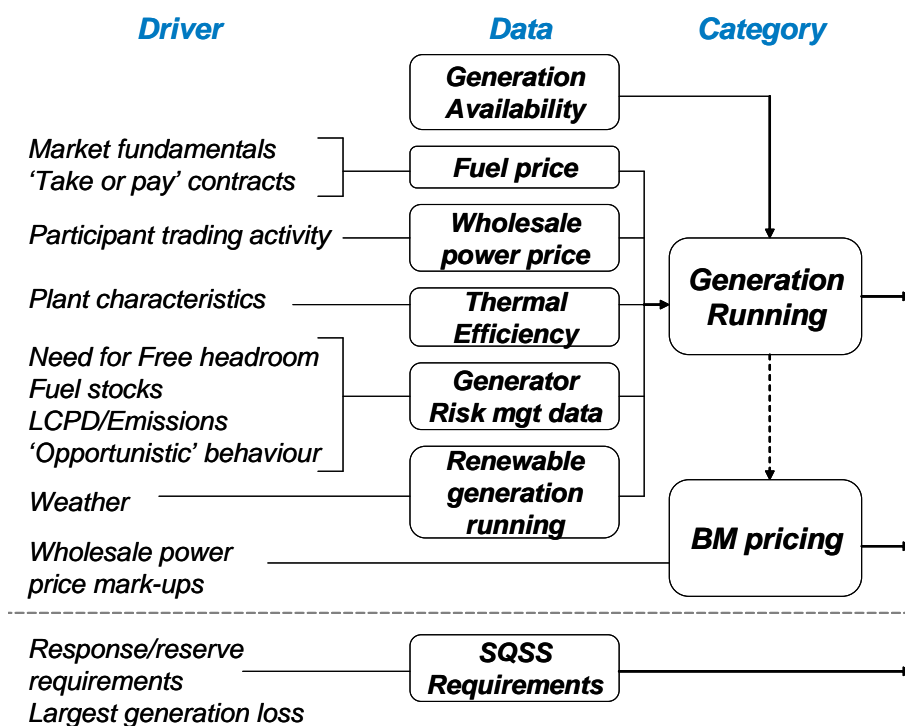 Driver
Data
Category
Generation
Availability
Market fundamentals
‘Take or pay’ contracts
Fuel price
Participant trading activity
Wholesale
power price
Plant characteristics
Thermal
Efficiency
Generation
Running
Need for Free headroom
Fuel stocks
LCPD/Emissions
‘Opportunistic’ behaviour
Generator
Risk mgt data
Weather
Renewable
generation
running
Wholesale power
price mark-ups
BM pricing
Response/reserve
requirements
Largest generation loss
SQSS
Requirements